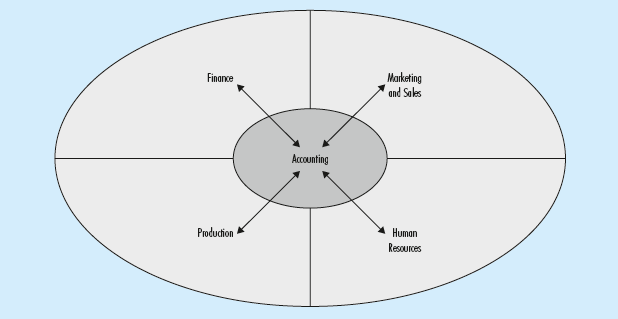 Finance
Marketing
and Sales
Accounting
Production
Human
Resources